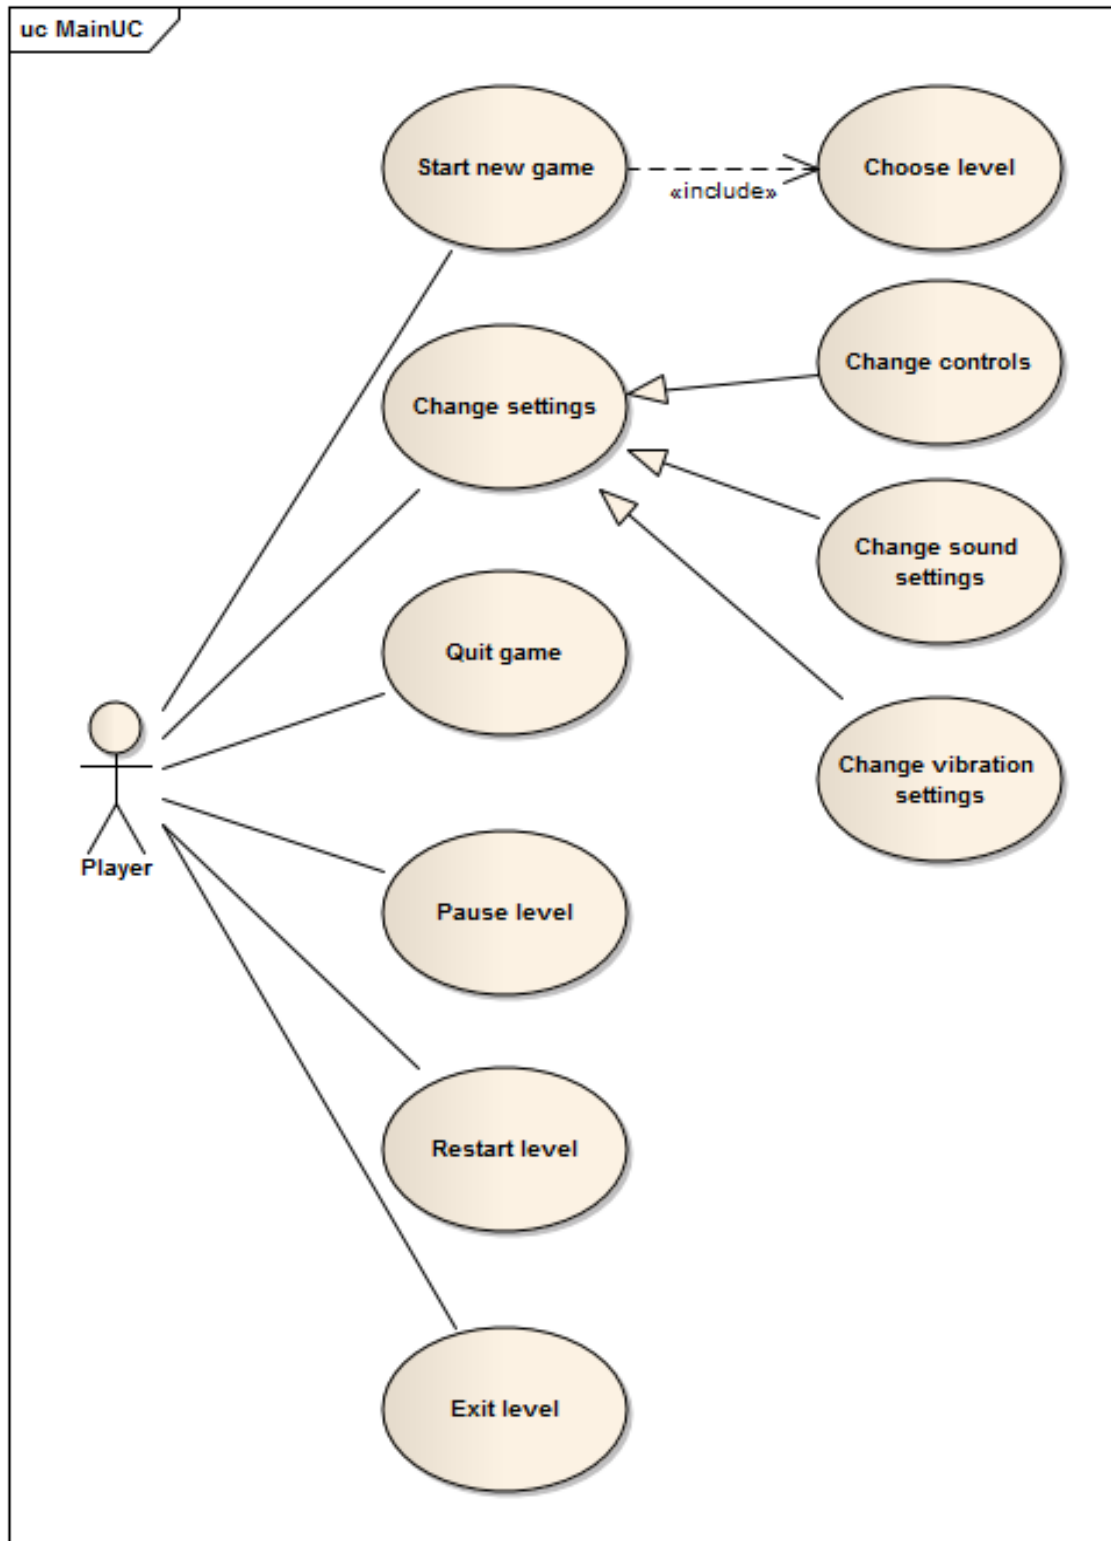 uc MainUC
Start new game
«include»
Choose level
Change settings
Change controls
Change sound
settings
Quit game
Change vibration
settings
Player
Pause level
Restart level
Exit level